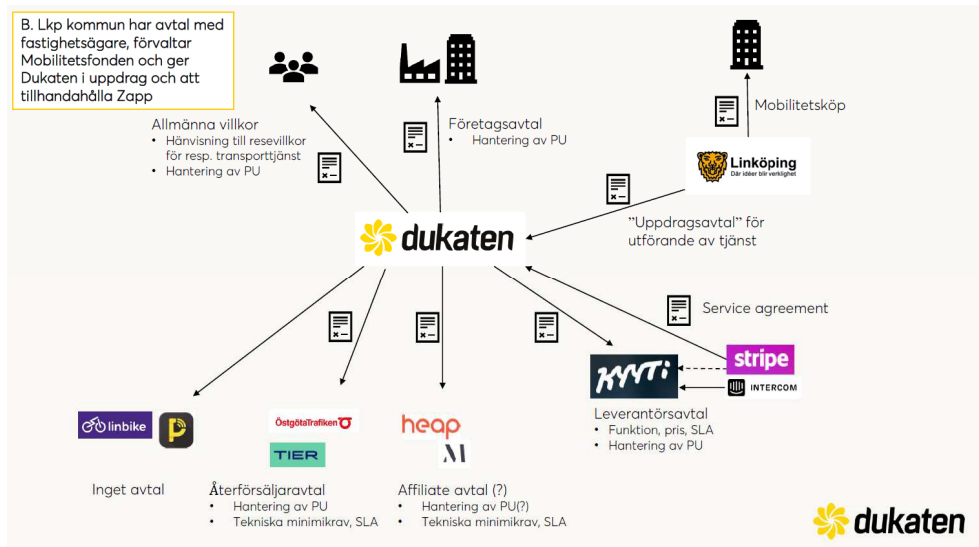 B. Lkp kommun har avtal med
fastighetsägare, förvaltar
Mobilitetsfonden och ger
Dukaten i uppdrag och att
tillhandahålla Zapp
Allmänna villkor
• Hänvisning till resevillkor
för resp. transporttjänst
• Hantering av PU
Företagsavtal
• Hantering av PU
Mobilitetsköp
Linköping
Där idéer blir verklighet
"Uppdragsavtal" för
utförande av tjänst
dukaten
Service agreement
stripe
KYYTI
INTERCOM
Leverantörsavtal
• Funktion, pris, SLA
• Hantering av PU
linbike
P
Inget avtal
ÖstgötaTrafiken
TIER
Återförsäljaravtal
• Hantering av PU
• Tekniska minimikrav, SLA
heap
M
Affiliate avtal (?)
• Hantering av PU(?)
• Tekniska minimikrav, SLA
dukaten